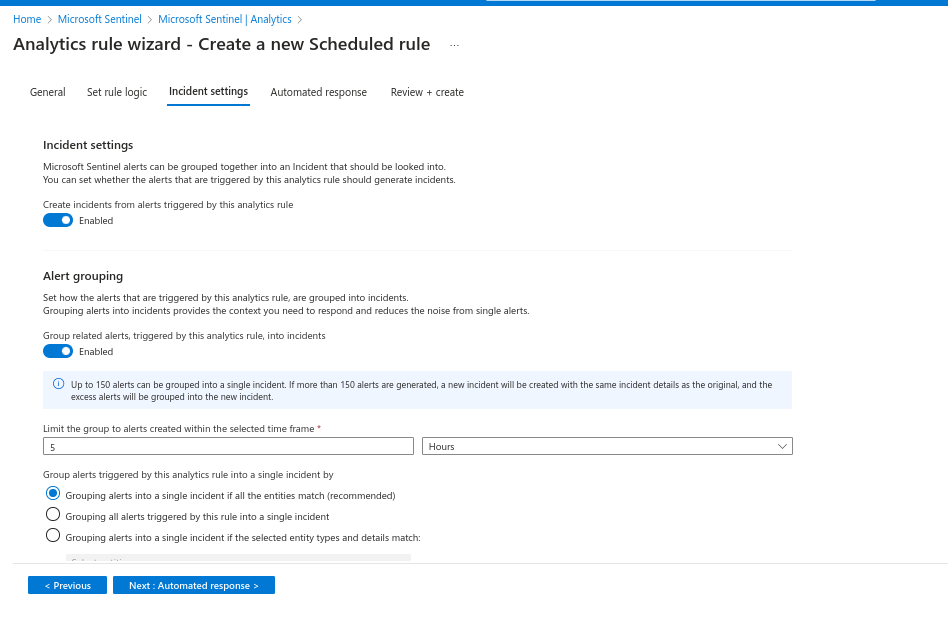 Home > Microsoft Sentinel > Microsoft Sentinel | Analytics >
Analytics rule wizard - Create a new Scheduled rule ...
General Set rule logic Incident settings Automated response Review + create
Incident settings
Microsoft Sentinel alerts can be grouped together into an Incident that should be looked into.
You can set whether the alerts that are triggered by this analytics rule should generate incidents.
Create incidents from alerts triggered by this analytics rule
Enabled
Alert grouping
Set how the alerts that are triggered by this analytics rule, are grouped into incidents.
Grouping alerts into incidents provides the context you need to respond and reduces the noise from single alerts.
Group related alerts, triggered by this analytics rule, into incidents
Enabled
Up to 150 alerts can be grouped into a single incident. If more than 150 alerts are generated, a new incident will be created with the same incident details as the original, and the
excess alerts will be grouped into the new incident.
Limit the group to alerts created within the selected time frame *
5 Hours
Group alerts triggered by this analytics rule into a single incident by
Grouping alerts into a single incident if all the entities match (recommended)
Grouping all alerts triggered by this rule into a single incident
Grouping alerts into a single incident if the selected entity types and details match:
< Previous Next : Automated response >